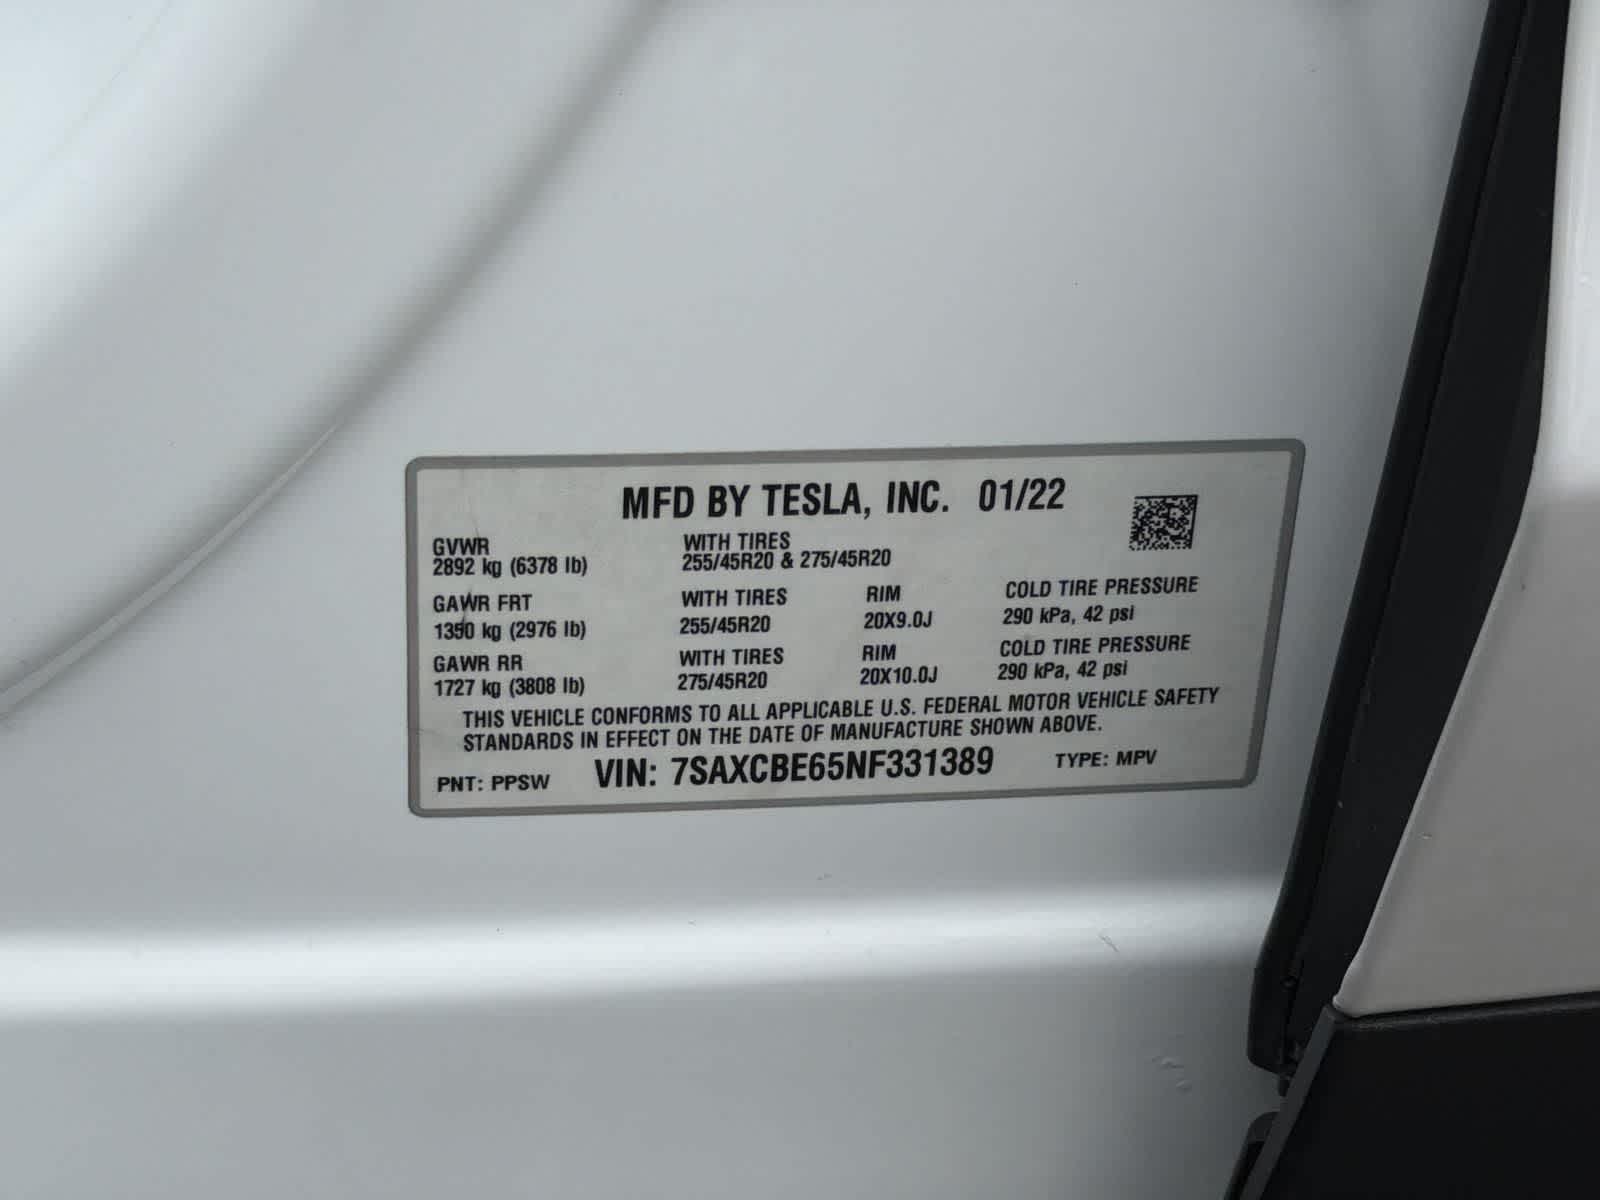 MFD BY TESLA, INC. 01/22
GVWR WITH TIRES
2892 kg (6378 lb) 255/45R20 & 275/45R20
GAWR FRT WITH TIRES RIM COLD TIRE PRESSURE
1350 kg (2976 lb) 255/45R20 20X9.0J 290 kPa, 42 psi
GAWR RR WITH TIRES RIM COLD TIRE PRESSURE
1727 kg (3808 lb) 275/45R20 20X10.0J 290 kPa, 42 psi
THIS VEHICLE CONFORMS TO ALL APPLICABLE U.S. FEDERAL MOTOR VEHICLE SAFETY
STANDARDS IN EFFECT ON THE DATE OF MANUFACTURE SHOWN ABOVE.
PNT: PPSW VIN: 7SAXCBE65NF331389 TYPE: MPV